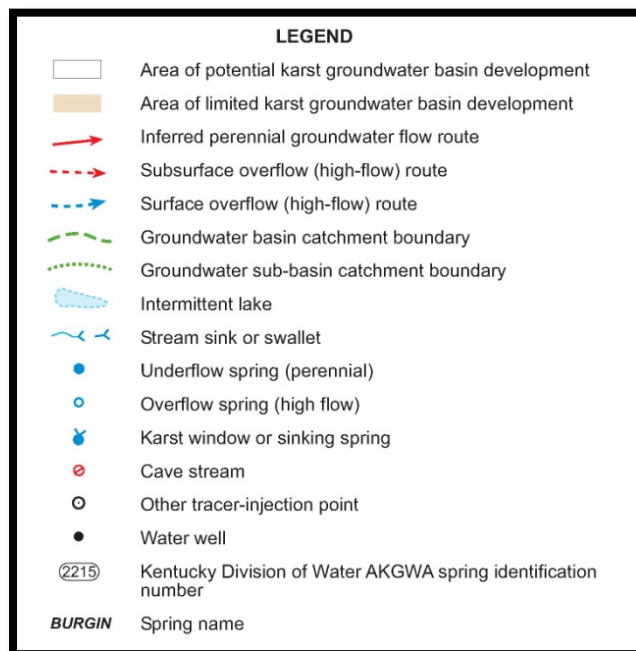 LEGEND
Area of potential karst groundwater basin development
Area of limited karst groundwater basin development
Inferred perennial groundwater flow route
Subsurface overflow (high-flow) route
Surface overflow (high-flow) route
Groundwater basin catchment boundary
Groundwater sub-basin catchment boundary
Intermittent lake
Stream sink or swallet
Underflow spring (perennial)
Overflow spring (high flow)
Karst window or sinking spring
Cave stream
Other tracer-injection point
Water well
2215 Kentucky Division of Water AKGWA spring identification
number
BURGIN Spring name